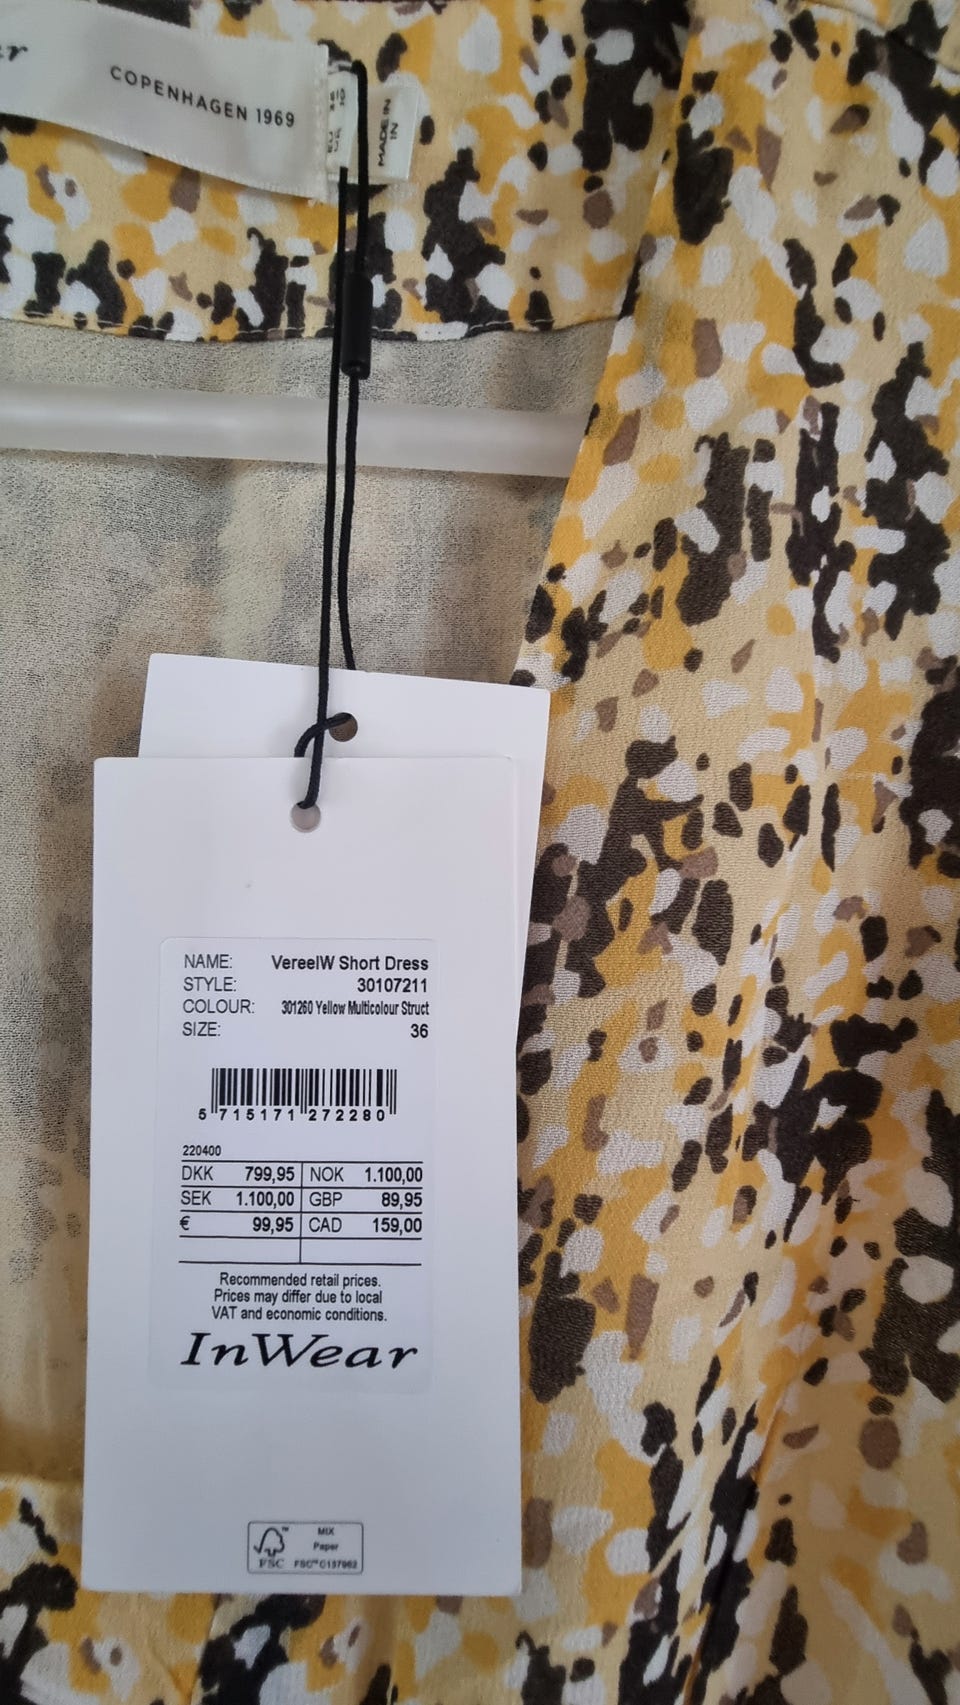 COPENHAGEN 1969
MADE IN
IN
NAME: VereeIW Short Dress
STYLE: 30107211
COLOUR: 301260 Yellow Multicolour Struct
SIZE: 36
5 715171 272280
220400
DKK 799,95 NOK 1.100,00
SEK 1.100,00 GBP 89,95
€ 99,95 CAD 159,00
Recommended retail prices.
Prices may differ due to local
VAT and economic conditions.
InWear
MIX
Paper
FSC